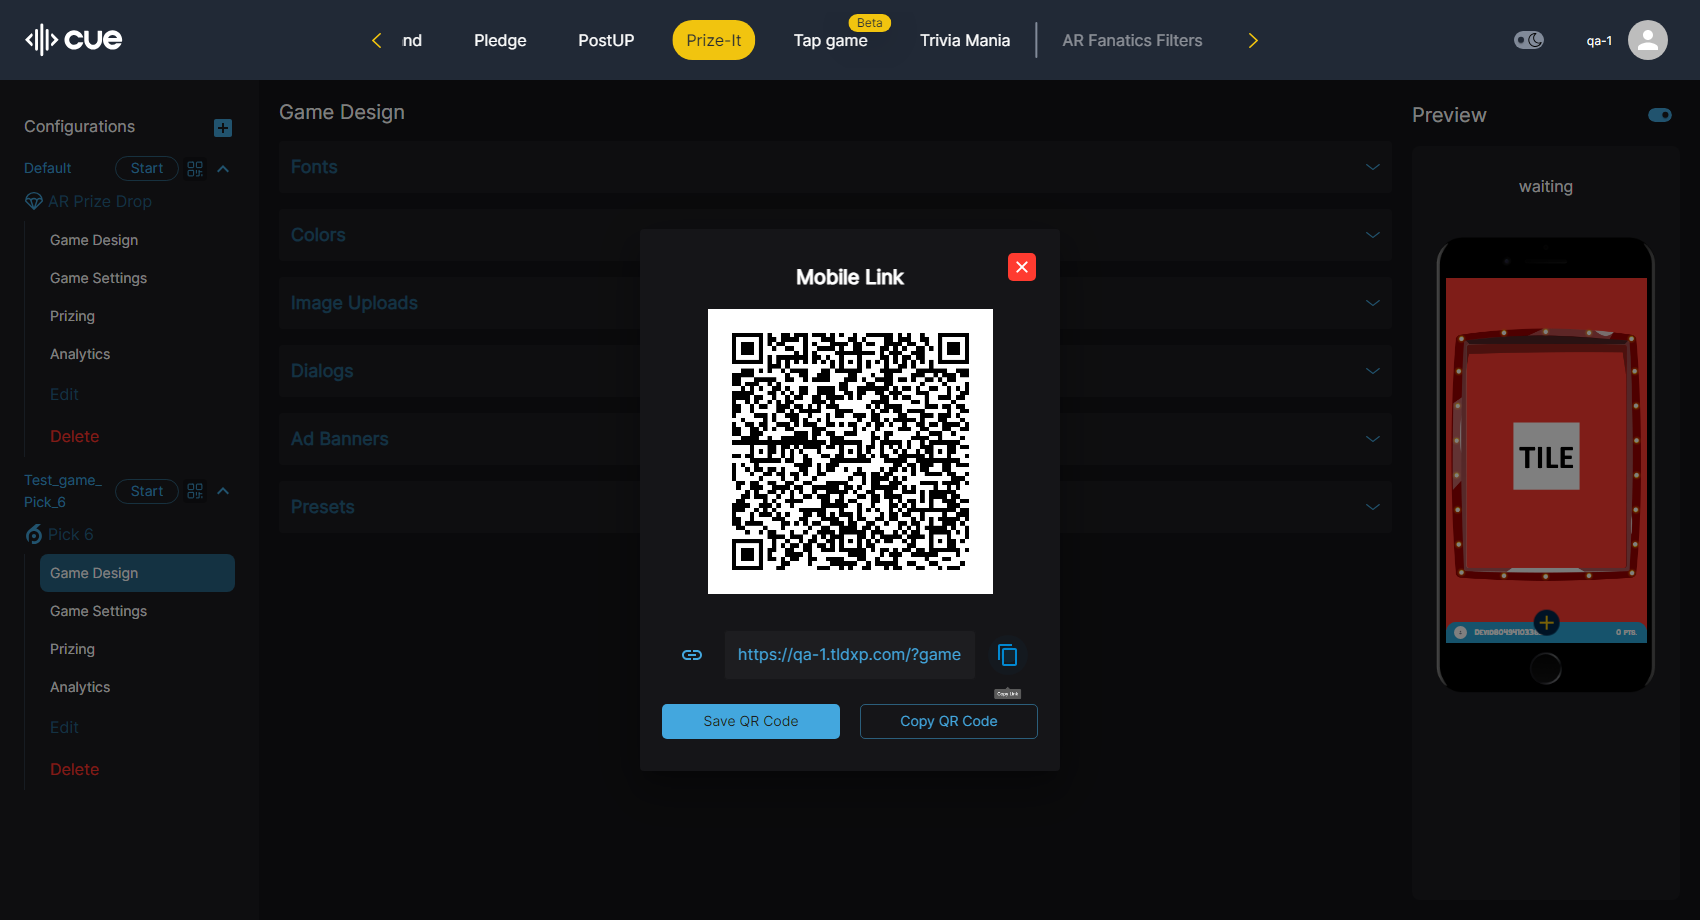 cue
nd
Pledge
PostUP
Prize-It
Tap game
Beta
Trivia Mania
AR Fanatics Filters
qa-1
Configurations
Default
Start
AR Prize Drop
Game Design
Game Settings
Prizing
Analytics
Edit
Delete
Test_game_
Pick_6
Start
Pick 6
Game Design
Game Settings
Prizing
Analytics
Edit
Delete
Game Design
Fonts
Colors
Image Uploads
Dialogs
Ad Banners
Presets
Mobile Link
https://qa-1.tldxp.com/?game
Copy Link
Save QR Code
Copy QR Code
Preview
waiting
TILE
0 PTS.